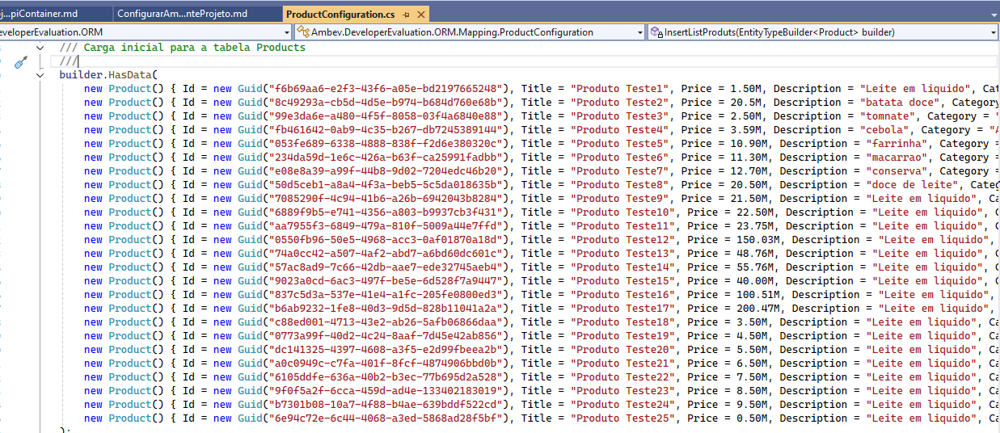 oj...piContainer.md ConfigurarAm...nteProjeto.md ProductConfiguration.cs
eveloperEvaluation.ORM Ambev.DeveloperEvaluation.ORM.Mapping.ProductConfiguration InsertListProduts(EntityTypeBuilder<Product> builder)
/// Carga inicial para a tabela Products
///
builder.HasData(
new Product() { Id = new Guid("f6b69aa6-e2f3-43f6-a05e-bd2197665248"), Title = "Produto Teste1", Price = 1.50M, Description = "Leite em liquido", Cat
new Product() { Id = new Guid("8c49293a-cb5d-4d5e-b974-b684d760e68b"), Title = "Produto Teste2", Price = 20.5M, Description = "batata doce", Category
new Product() { Id = new Guid("99e3da6e-a480-4f5f-8058-03f4a6840e88"), Title = "Produto Teste3", Price = 2.50M, Description = "tomnate", Category = "
new Product() { Id = new Guid("fb461642-0ab9-4c35-b267-db7245389144"), Title = "Produto Teste4", Price = 3.59M, Description = "cebola", Category = "A
new Product() { Id = new Guid("053fe689-6338-4888-838f-f2d6e380320c"), Title = "Produto Teste5", Price = 10.90M, Description = "farrinha", Category =
new Product() { Id = new Guid("234da59d-1e6c-426a-b63f-ca25991fadbb"), Title = "Produto Teste6", Price = 11.30M, Description = "macarrao", Category =
new Product() { Id = new Guid("e08e8a39-a99f-44b8-9d02-7204edc46b20"), Title = "Produto Teste7", Price = 12.70M, Description = "conserva", Category =
new Product() { Id = new Guid("50d5ceb1-a8a4-4f3a-beb5-5c5da018635b"), Title = "Produto Teste8", Price = 20.50M, Description = "doce de leite", Categ
new Product() { Id = new Guid("7085290f-4c94-41b6-a26b-6942043b8284"), Title = "Produto Teste9", Price = 21.50M, Description = "Leite em liquido", Ca
new Product() { Id = new Guid("6889f9b5-e741-4356-a803-b9937cb3f431"), Title = "Produto Teste10", Price = 22.50M, Description = "Leite em liquido", C
new Product() { Id = new Guid("aa7955f3-6849-479a-810f-5009a44e7ffd"), Title = "Produto Teste11", Price = 23.75M, Description = "Leite em liquido", C
new Product() { Id = new Guid("0550fb96-50e5-4968-acc3-0af01870a18d"), Title = "Produto Teste12", Price = 150.03M, Description = "Leite em liquido",
new Product() { Id = new Guid("74a0cc42-a507-4af2-abd7-a6bd60dc601c"), Title = "Produto Teste13", Price = 48.76M, Description = "Leite em liquido", C
new Product() { Id = new Guid("57ac8ad9-7c66-42db-aae7-ede32745aeb4"), Title = "Produto Teste14", Price = 55.76M, Description = "Leite em liquido", C
new Product() { Id = new Guid("9023a0cd-6ac3-497f-be5e-6d528f7a9447"), Title = "Produto Teste15", Price = 40.00M, Description = "Leite em liquido", C
new Product() { Id = new Guid("837c5d3a-537e-41e4-a1fc-205fe0800ed3"), Title = "Produto Teste16", Price = 100.51M, Description = "Leite em liquido",
new Product() { Id = new Guid("b6ab9232-1fe8-40d3-9d5d-828b11041a2a"), Title = "Produto Teste17", Price = 200.47M, Description = "Leite em liquido",
new Product() { Id = new Guid("c88ed001-4713-43e2-ab26-5afb06866daa"), Title = "Produto Teste18", Price = 3.50M, Description = "Leite em liquido", Ca
new Product() { Id = new Guid("0773a99f-40d2-4c24-8aaf-7d45e42ab856"), Title = "Produto Teste19", Price = 4.50M, Description = "Leite em liquido", Ca
new Product() { Id = new Guid("dc141325-4397-4608-a3f5-e2d99fbeea2b"), Title = "Produto Teste20", Price = 5.50M, Description = "Leite em liquido", Ca
new Product() { Id = new Guid("a0c0949c-c7fa-401f-8fcf-4874906bbd0b"), Title = "Produto Teste21", Price = 6.50M, Description = "Leite em liquido", Ca
new Product() { Id = new Guid("6105ddfe-636a-40b2-b3ec-77b695d2a528"), Title = "Produto Teste22", Price = 7.50M, Description = "Leite em liquido", Ca
new Product() { Id = new Guid("9f0f5a2f-6cca-459d-ad4e-133402183019"), Title = "Produto Teste23", Price = 8.50M, Description = "Leite em liquido", Ca
new Product() { Id = new Guid("b7301b08-10a7-4f88-b4ae-639bddf522cd"), Title = "Produto Teste24", Price = 9.50M, Description = "Leite em liquido", Ca
new Product() { Id = new Guid("6e94c72e-6c44-4068-a3ed-5868ad28f5bf"), Title = "Produto Teste25", Price = 0.50M, Description = "Leite em liquido", Ca
);